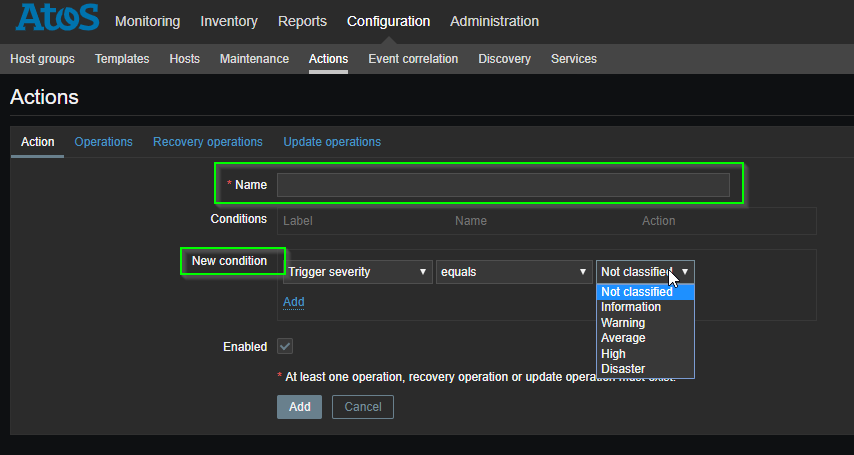 Atos Monitoring Inventory Reports Configuration Administration
Host groups Templates Hosts Maintenance Actions Event correlation Discovery Services
Actions
Action Operations Recovery operations Update operations
* Name
Conditions Label Name Action
New condition
Trigger severity equals Not classified
Not classified
Add
Information
Warning
Average
Enabled
High
Disaster
* At least one operation, recovery operation or update operation must exist.
Add Cancel